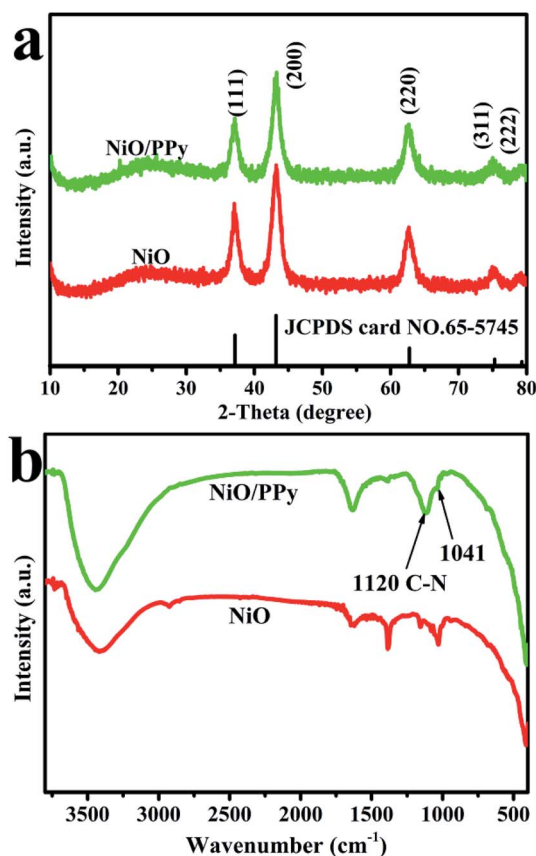 a
(111)
(200)
(220)
(311)
(222)
NiO/PPy
NiO
JCPDS card NO.65-5745
Intensity (a.u.)
10 20 30 40 50 60 70 80
2-Theta (degree)
b
NiO/PPy
1041
1120 C-N
NiO
Intensity (a.u.)
3500 3000 2500 2000 1500 1000 500
Wavenumber (cm⁻¹)